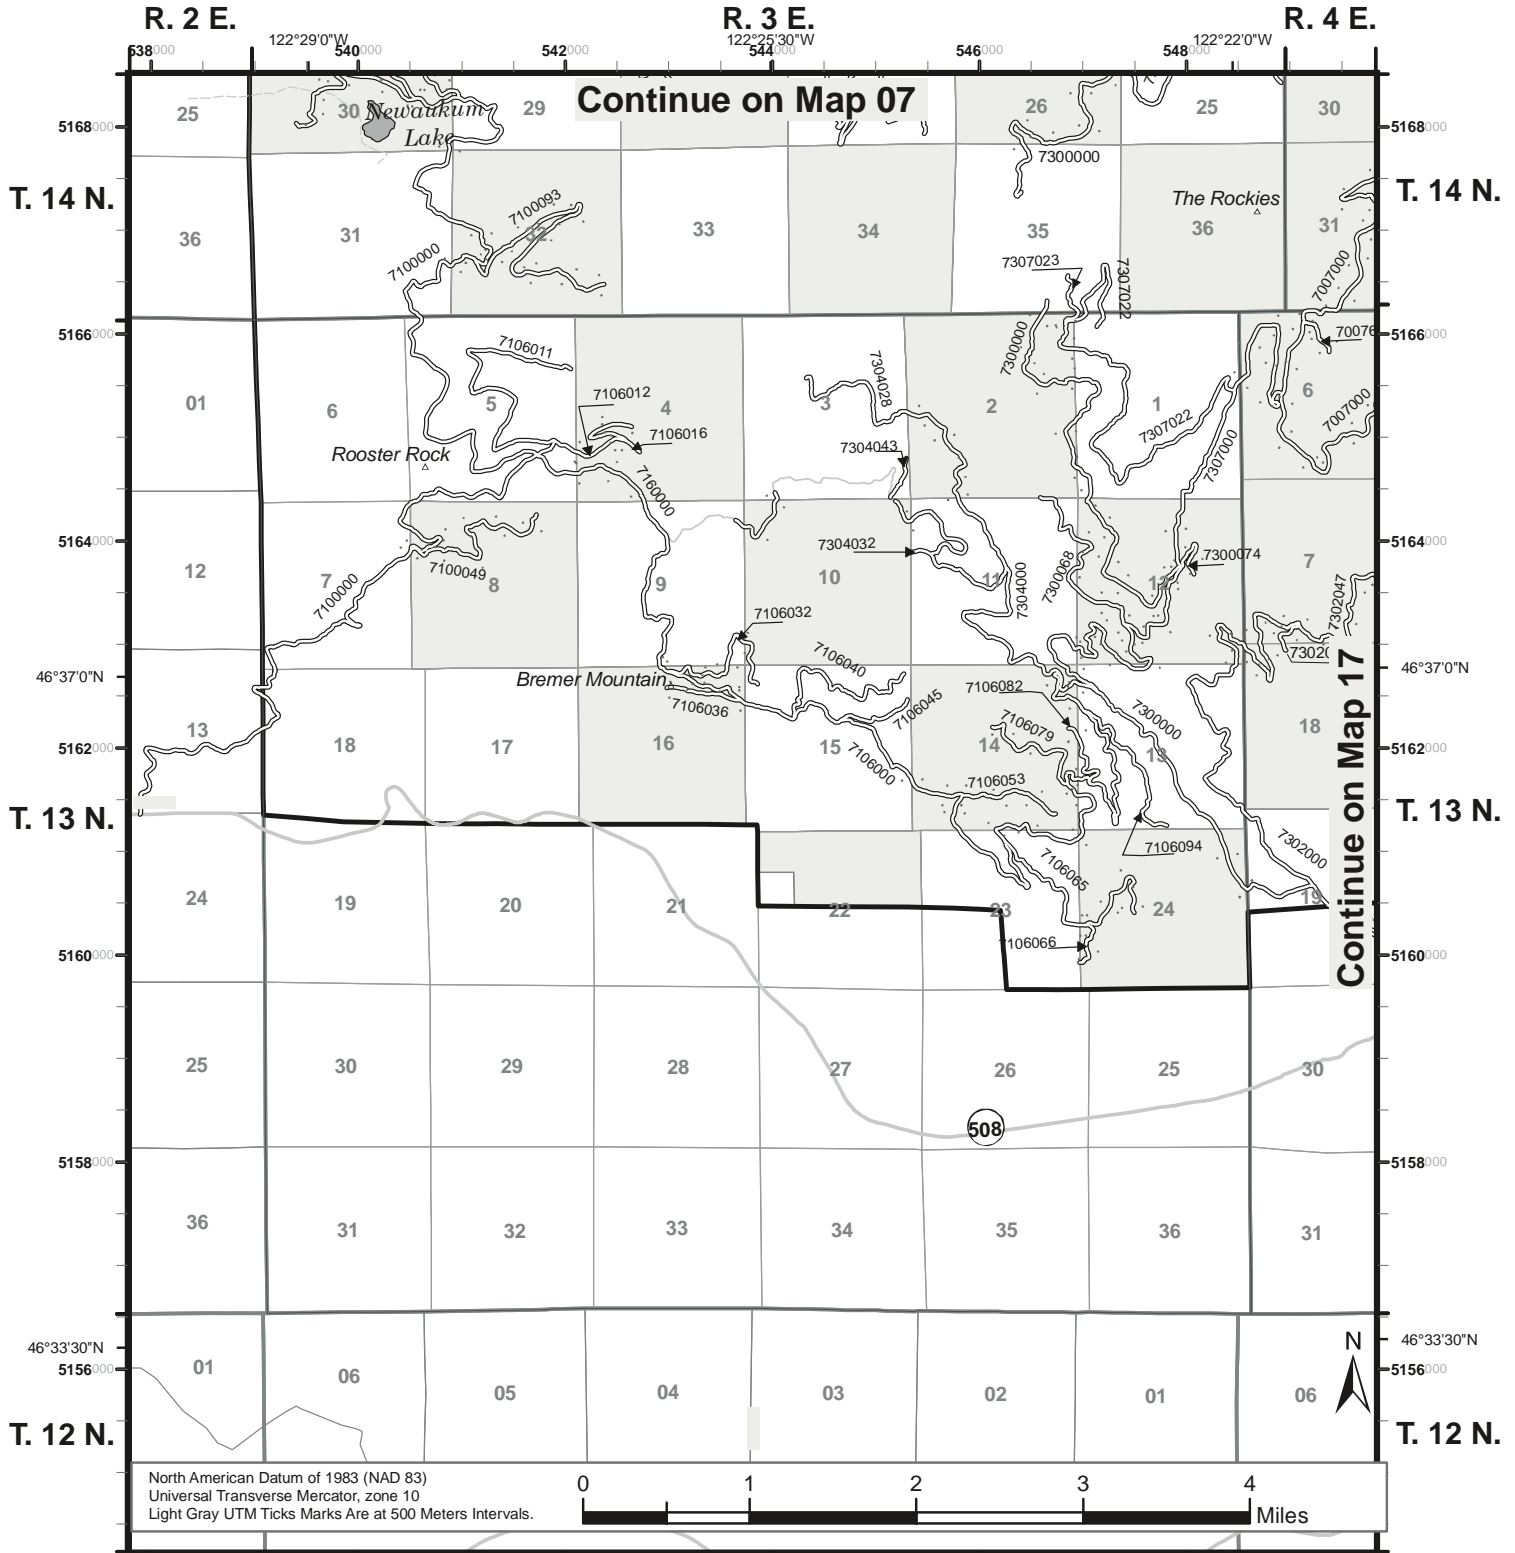 R. 2 E. R. 3 E. R. 4 E.
122°29'0"W 122°25'30"W 122°22'0"W
538000 540000 542000 544000 546000 548000
Continue on Map 07
25 30 29 26 25 30
Newaukum
Lake
5168000 5168000
7300000
T. 14 N. T. 14 N.
The Rockies
7100093
36 31 32 33 34 35 36 31
7100000 7307023 7307022 7007000
5166000 5166000
70076
7106011 7300000 7304028
01 6 5 4 3 2 1 6
7106012
7106016
7307022 7007000
Rooster Rock
7304043 7307000
7160000
5164000 5164000
7304032 7300074
12 7 8 9 10 11 12 7
7100049
7100000 7304000 7300068 7302047
7106032
73020
46°37'0"N 46°37'0"N
Bremer Mountain
7106040
7106082
7106036 7106045 7106079 7300000
13 18 17 16 15 14 13 18
5162000 5162000
7106000 7106053
T. 13 N. T. 13 N.
7106094
7106065 7302000
Continue on Map 17
24 19 20 21 22 23 24 19
7106066
5160000 5160000
25 30 29 28 27 26 25 30
508
5158000 5158000
36 31 32 33 34 35 36 31
46°33'30"N 46°33'30"N
N
5156000 5156000
01 06 05 04 03 02 01 06
T. 12 N. T. 12 N.
North American Datum of 1983 (NAD 83)
Universal Transverse Mercator, zone 10
Light Gray UTM Ticks Marks Are at 500 Meters Intervals.
0 1 2 3 4
Miles